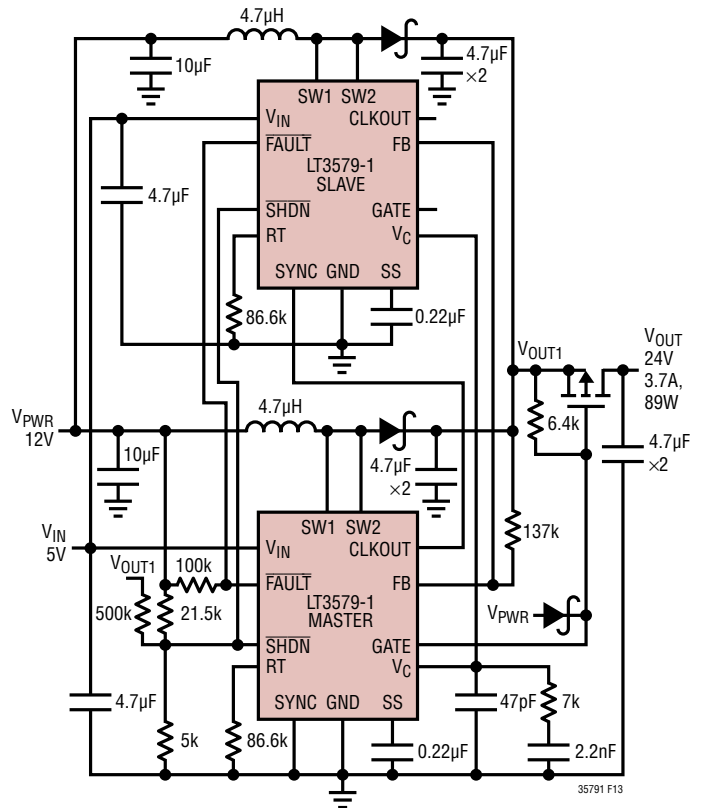 4.7µH
10µF
4.7µF
×2
SW1 SW2
VIN
CLKOUT
FAULT
FB
LT3579-1
SLAVE
4.7µF
SHDN
GATE
RT
VC
SYNC GND SS
86.6k
0.22µF
VOUT1
VOUT
24V
3.7A,
89W
VPWR
12V
4.7µH
6.4k
10µF
4.7µF
×2
4.7µF
×2
SW1 SW2
137k
VIN
5V
VIN
CLKOUT
VOUT1
100k
FAULT
FB
LT3579-1
MASTER
500k
21.5k
VPWR
SHDN
GATE
RT
VC
4.7µF
SYNC GND SS
47pF
7k
5k
86.6k
0.22µF
2.2nF
35791 F13